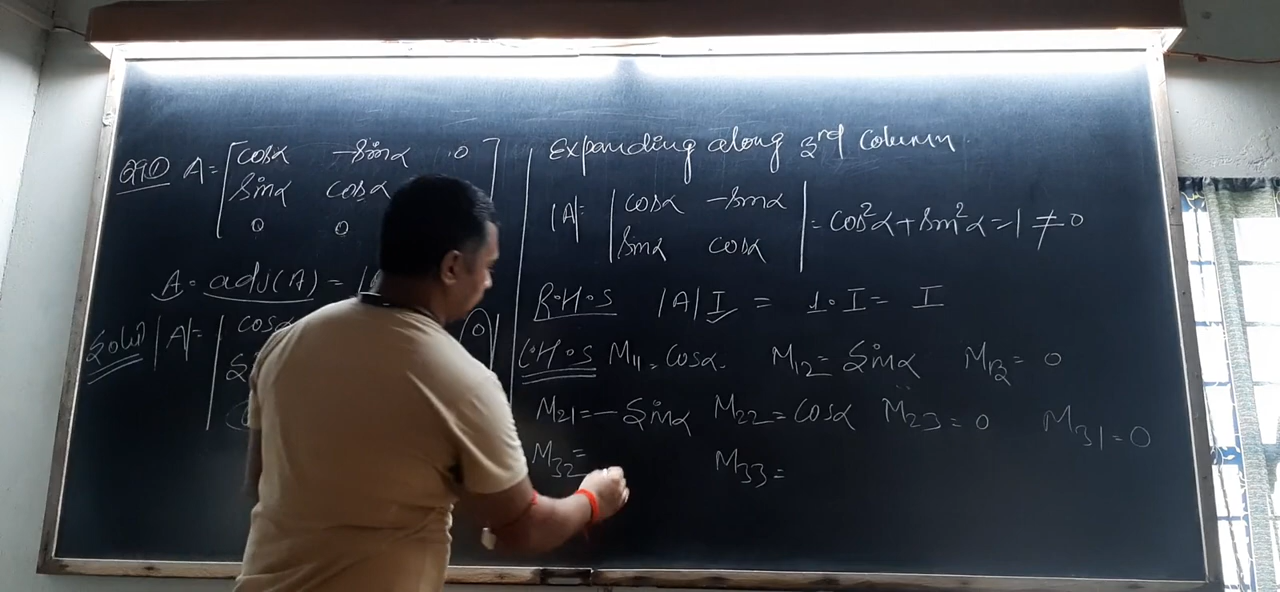 Q91) A= [cosα -sinα 0]
sinα cosα
0 0
A. adj(A) =
Soln |A|= cosα
0
Expanding along 3rd column
|A|= |cosα -sinα| = cos²α + sin²α = 1 ≠ 0
sinα cosα
R.H.S |A| I = 1. I = I
L.H.S M11 = cosα. M12 = sinα M13 = 0
M21 = - sinα M22 = cosα M23 = 0 M31 = 0
M32 = M33 =